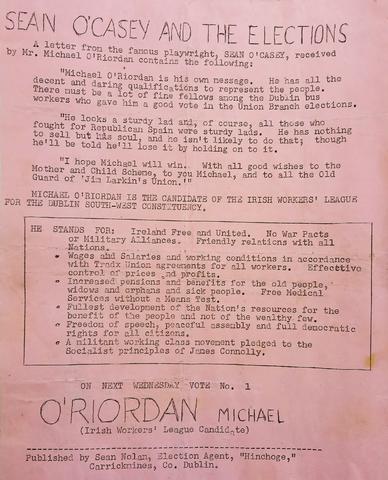 SEAN O'CASEY AND THE ELECTIONS
A letter from the famous playwright, SEAN O'CASEY, received
by Mr. Michael O'Riordan contains the following:
"Michael O'Riordan is his own message. He has all the
decent and daring qualifications to represent the people.
There must be a lot of fine fellows among the Dublin bus
workers who gave him a good vote in the Union Branch elections.
"He looks a sturdy lad and, of course, all those who
fought for Republican Spain were sturdy lads. He has nothing
to sell but his soul, and he isn't likely to do that; though
he'll be told he'll lose it by holding on to it.
"I hope Michael will win. With all good wishes to the
Mother and Child Scheme, to you Michael, and to all the Old
Guard of 'Jim Larkin's Union.'"
MICHAEL O'RIORDAN IS THE CANDIDATE OF THE IRISH WORKERS' LEAGUE
FOR THE DUBLIN SOUTH-WEST CONSTITUENCY.
HE STANDS FOR: Ireland Free and United. No War Pacts
or Military Alliances. Friendly relations with all
Nations.
• Wages and Salaries and working conditions in accordance
with Tradx Union agreements for all workers. Effecttive
control of prices and profits.
• Increased pensions and benefits for the old people,
widows and orphans and sick people. Free Medical
Services without a Means Test.
• Fullest development of the Nation's resources for the
benefit of the people and not of the wealthy few.
• Freedom of speech, peaceful assembly and full democratic
rights for all citizens.
• A militant working class movement pledged to the
Socialist principles of James Connolly.
ON NEXT WEDNESDAY VOTE No. 1
O'RIORDAN MICHAEL
(Irish Workers' League Candidate)
Published by Sean Nolan, Election Agent, "Hinchoge,"
Carrickmines, Co. Dublin.